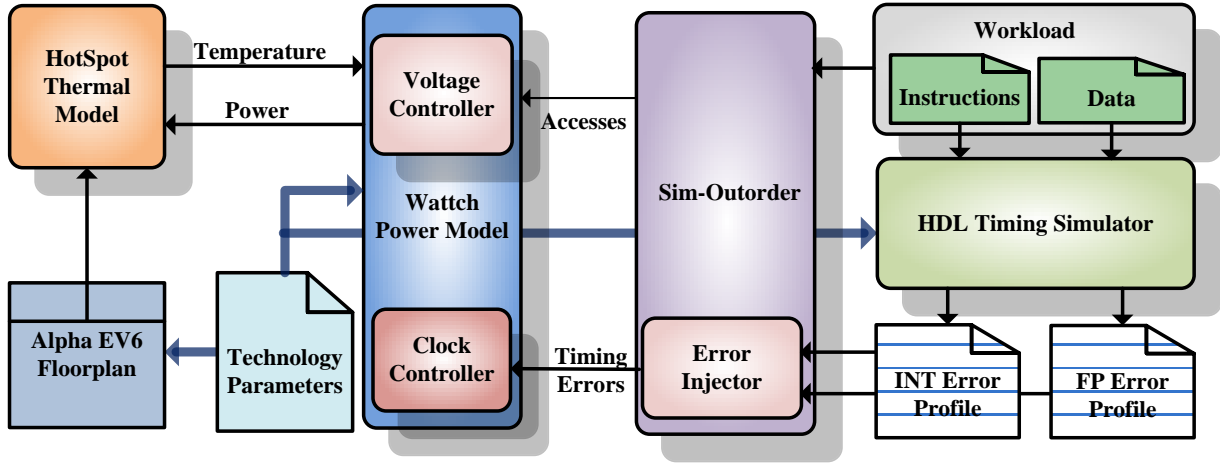 HotSpot
Thermal
Model
Temperature
Power
Voltage
Controller
Accesses
Workload
Instructions
Data
Wattch
Power Model
Sim-Outorder
HDL Timing Simulator
Alpha EV6
Floorplan
Technology
Parameters
Clock
Controller
Timing
Errors
Error
Injector
INT Error
Profile
FP Error
Profile